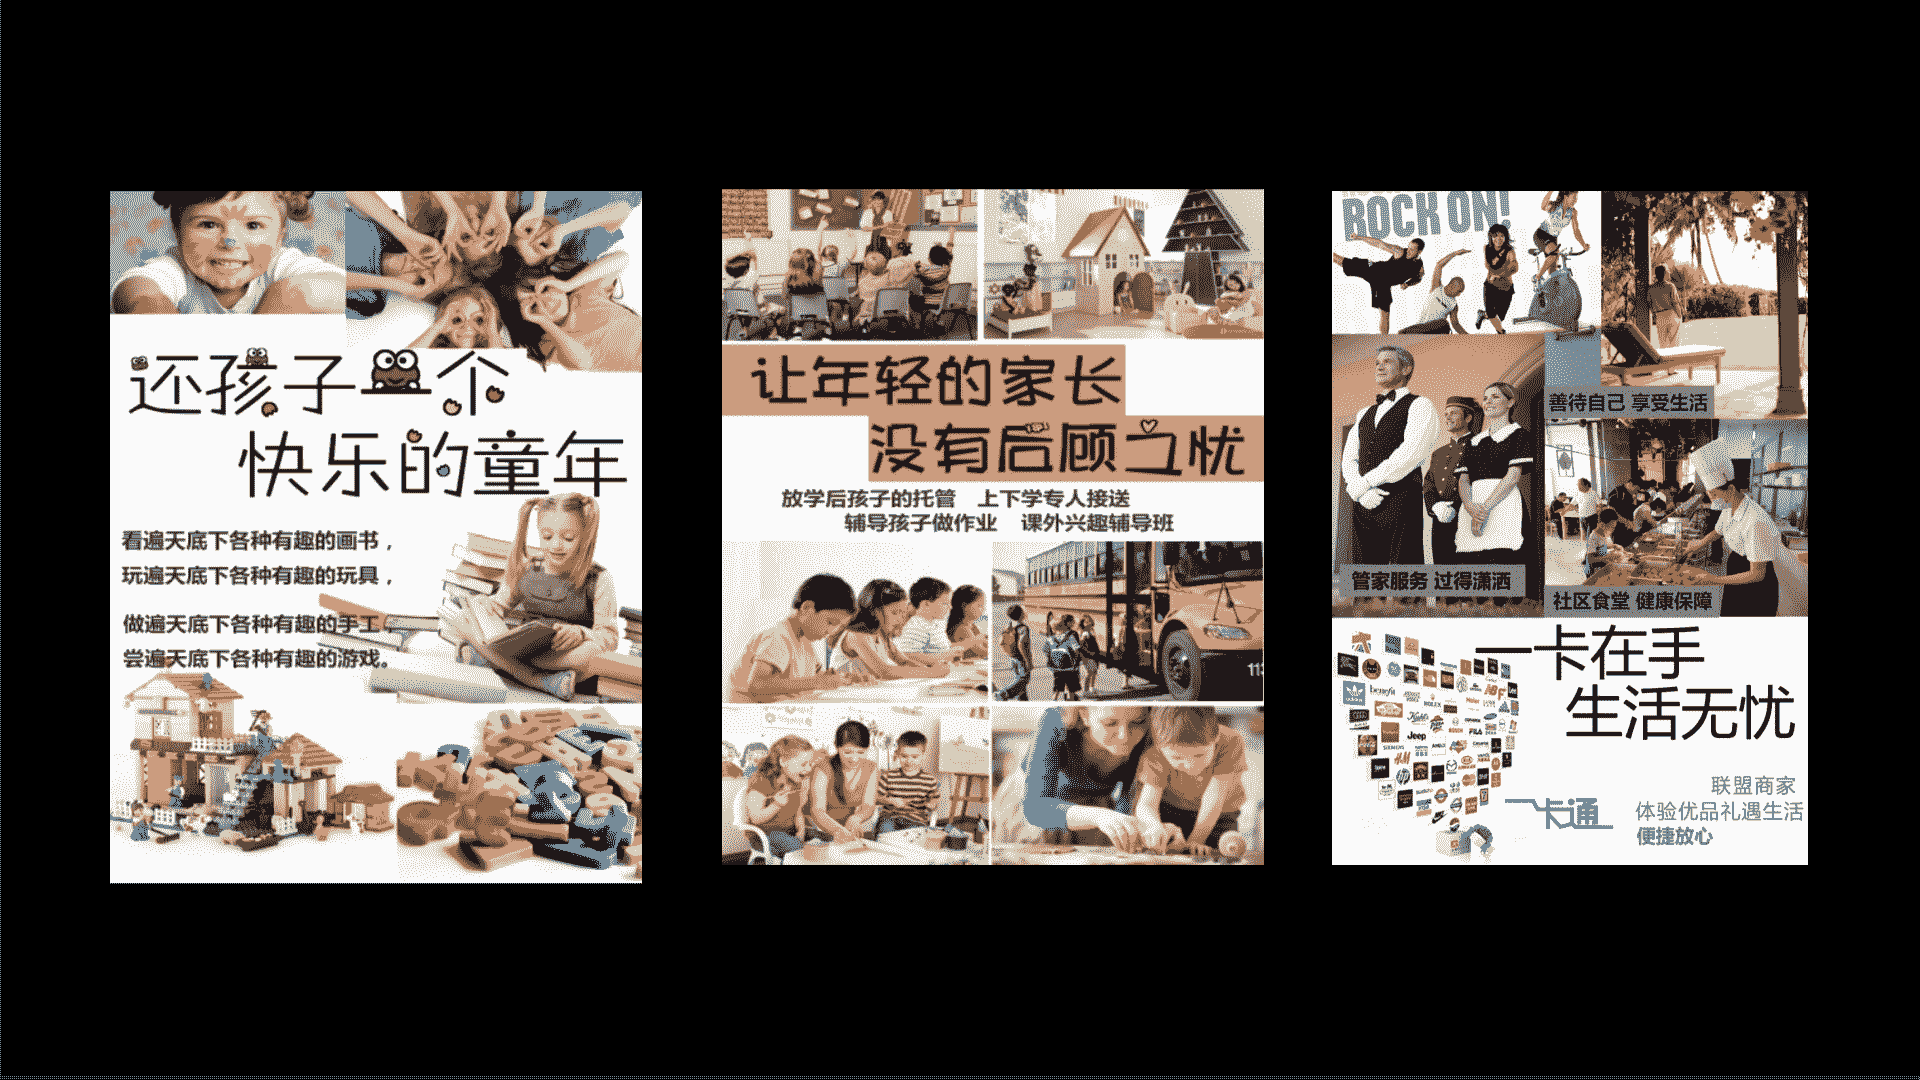 还孩子一个
快乐的童年
看遍天底下各种有趣的画书，
玩遍天底下各种有趣的玩具，
做遍天底下各种有趣的手工
尝遍天底下各种有趣的游戏。
让年轻的家长
没有后顾之忧
放学后孩子的托管 上下学专人接送
辅导孩子做作业 课外兴趣辅导班
113
ROCK ON!
善待自己 享受生活
管家服务 过得潇洒
社区食堂 健康保障
一卡在手
生活无忧
benefit
ROLEX
Jeep
FILA
H&M
hp
联盟商家
一卡通
体验优品礼遇生活
便捷放心